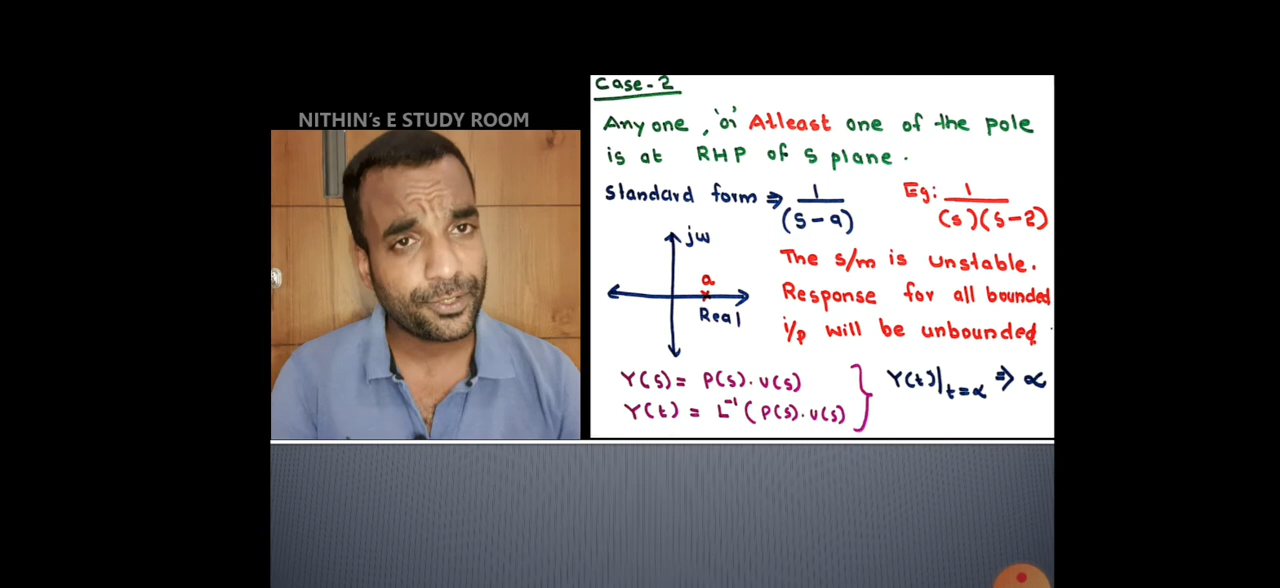 NITHIN's E STUDY ROOM
Case-2
Any one, 'or' Atleast one of the pole
is at RHP of S plane.
Standard form ⇒ 1/(s-a)
Eg: 1/(s)(s-2)
jw
a
Real
The s/m is unstable.
Response for all bounded
i/p will be unbounded.
Y(s) = P(s).U(s)
Y(t) = L⁻¹(P(s).U(s)
Y(t)|t=∝ ⇒ ∝